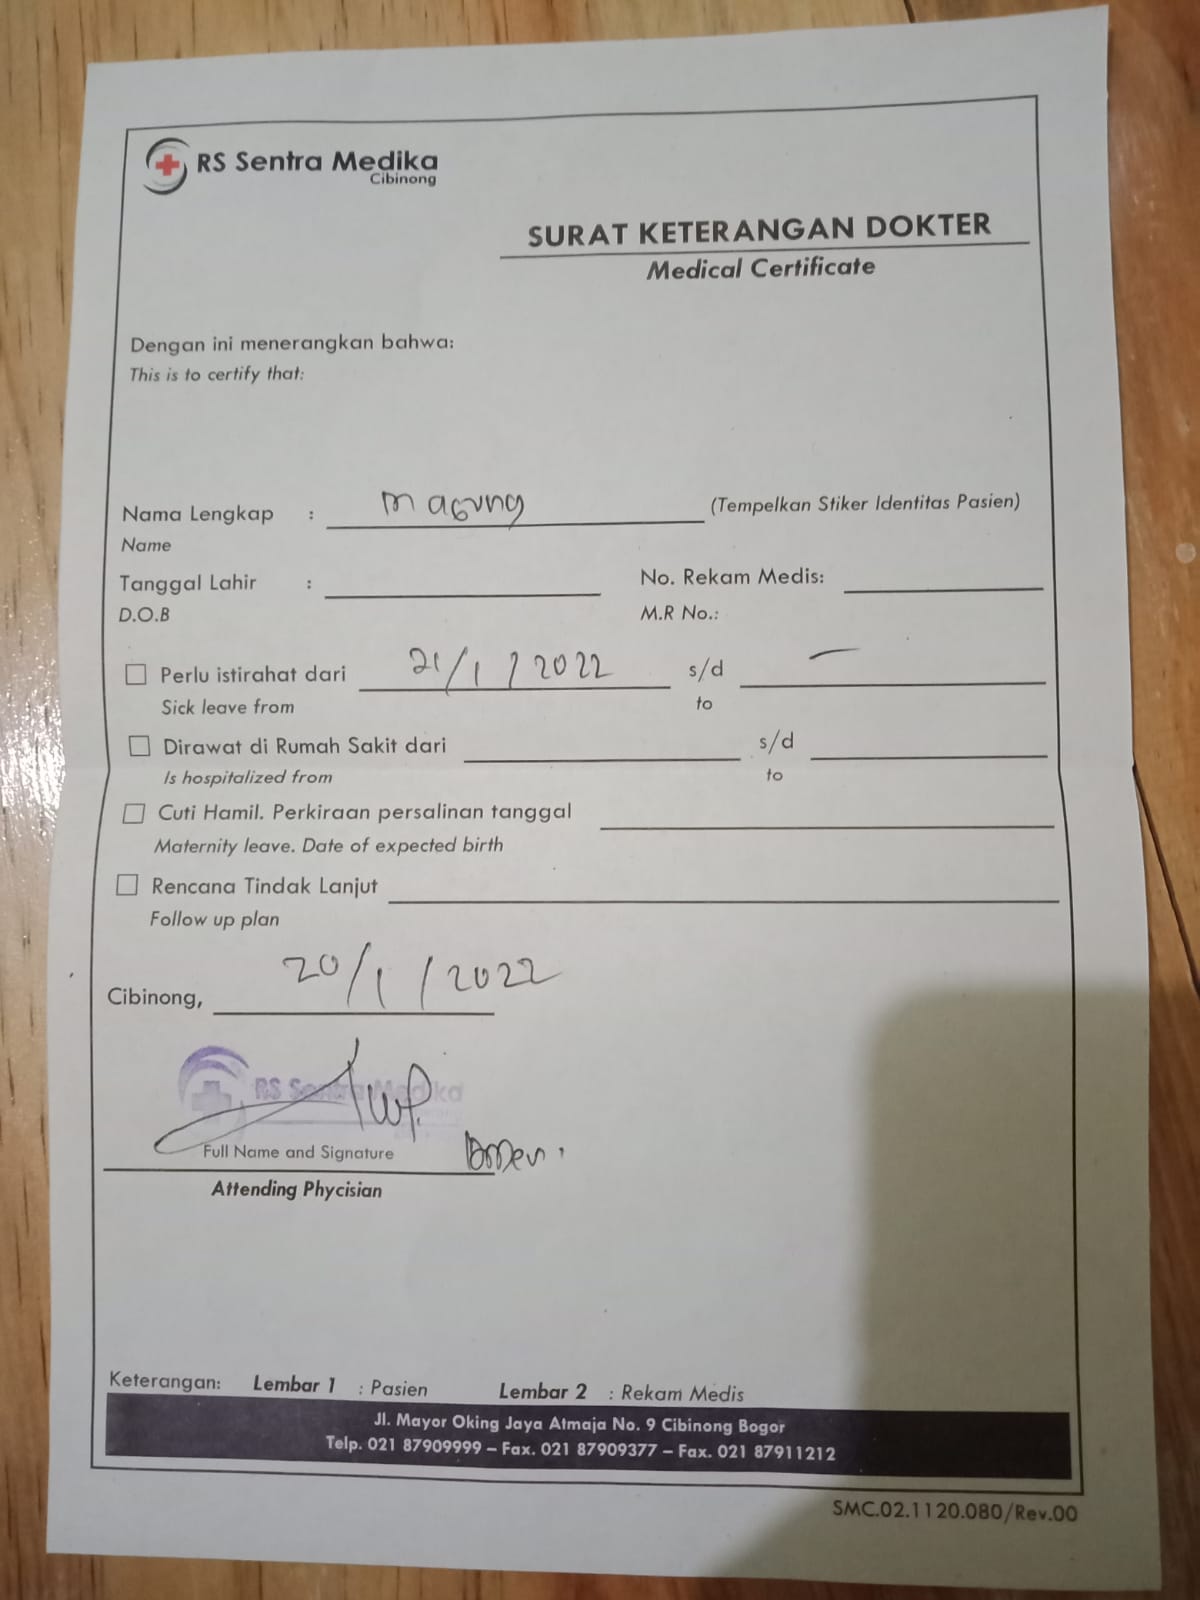 RS Sentra Medika
Cibinong
SURAT KETERANGAN DOKTER
Medical Certificate
Dengan ini menerangkan bahwa:
This is to certify that:
Nama Lengkap : m agung (Tempelkan Stiker Identitas Pasien)
Name
Tanggal Lahir : No. Rekam Medis:
D.O.B M.R No.:
Perlu istirahat dari 21/1/2022 s/d –
Sick leave from to
Dirawat di Rumah Sakit dari s/d
Is hospitalized from to
Cuti Hamil. Perkiraan persalinan tanggal
Maternity leave. Date of expected birth
Rencana Tindak Lanjut
Follow up plan
Cibinong, 20/1/2022
RS Sentra Medika
Full Name and Signature
Attending Phycisian
Keterangan: Lembar 1 : Pasien Lembar 2 : Rekam Medis
Jl. Mayor Oking Jaya Atmaja No. 9 Cibinong Bogor
Telp. 021 87909999 – Fax. 021 87909377 – Fax. 021 87911212
SMC.02.1120.080/Rev.00